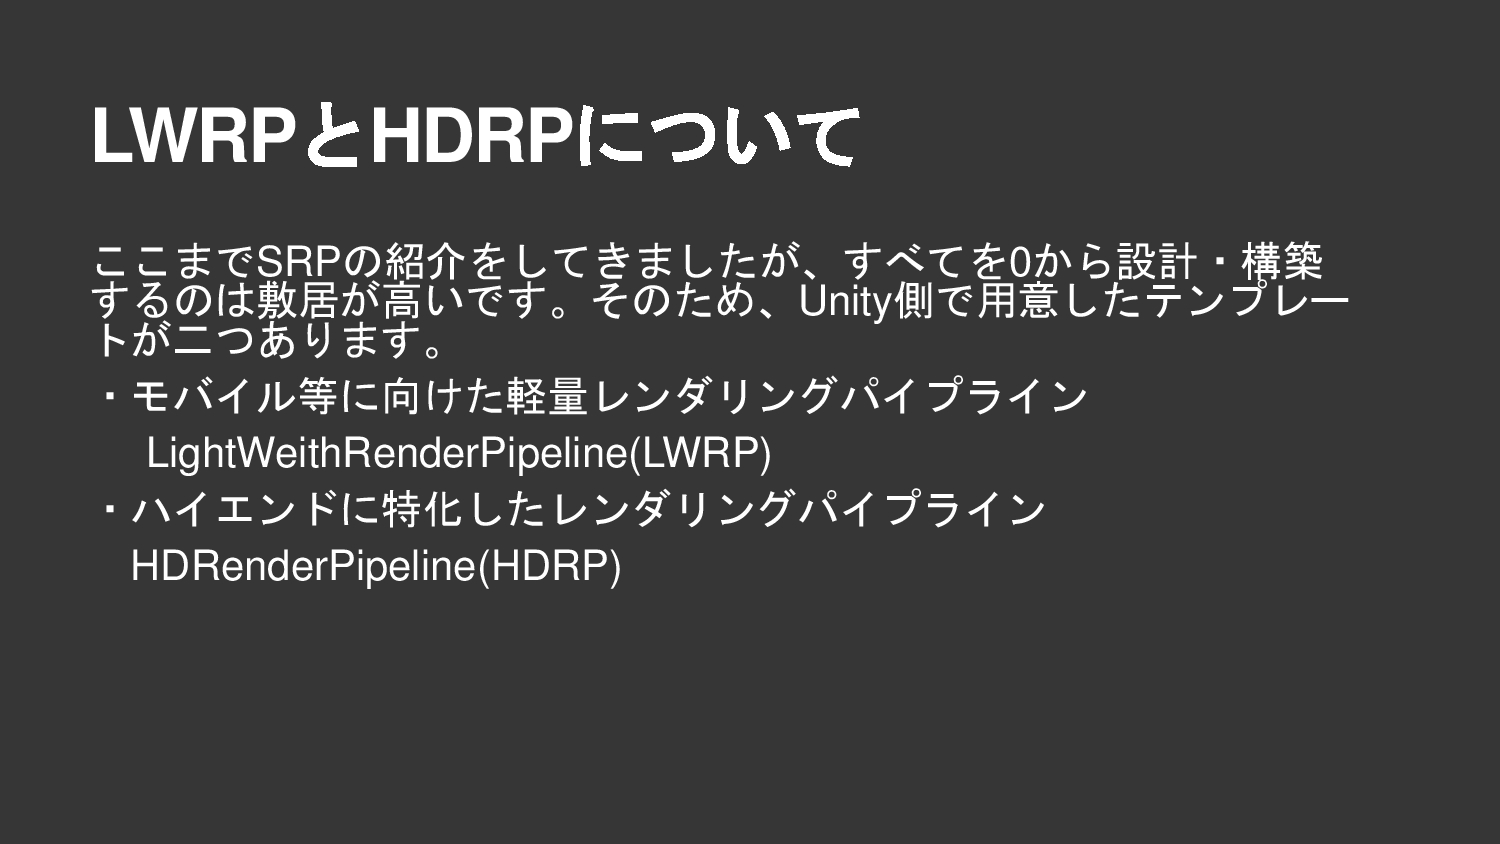 LWRPとHDRPについて
ここまでSRPの紹介をしてきましたが、すべてを0から設計・構築
するのは敷居が高いです。そのため、Unity側で用意したテンプレー
トが二つあります。
・モバイル等に向けた軽量レンダリングパイプライン
LightWeithRenderPipeline(LWRP)
・ハイエンドに特化したレンダリングパイプライン
HDRenderPipeline(HDRP)